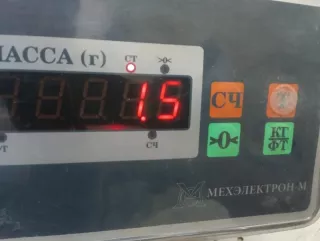 МАССА (г)
СТ >0<
1.5
СЧ Т
СЧ
>0< КГ
ФТ
МЕХЭЛЕКТРОН-М